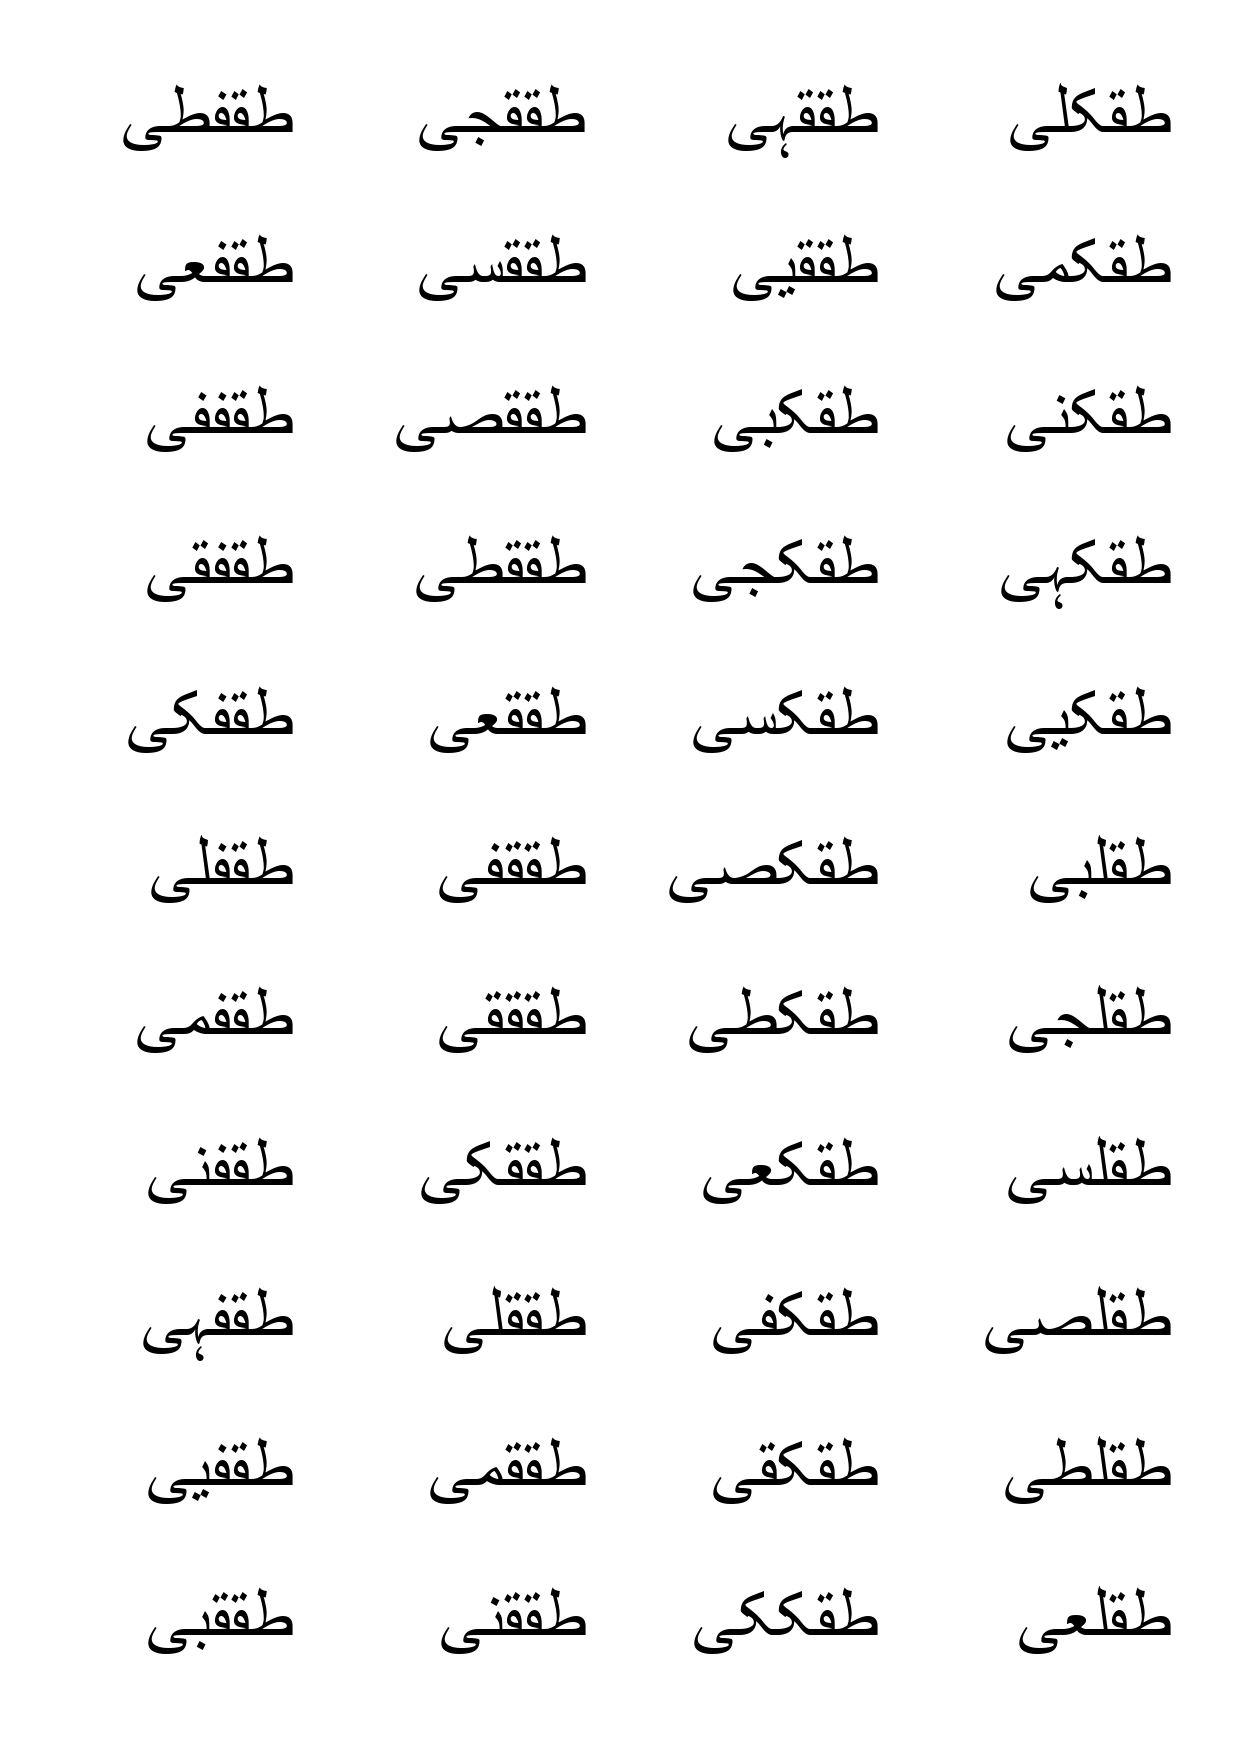 طقکلی طققہی طققجی طقفطی
طقکمی طققیی طققسی طقفعی
طقکنی طقکبی طققصی طقففی
طقکہی طقکجی طققطی طقفقی
طقکیی طقکسی طققعی طقفکی
طقلبی طقکصی طققفی طقفلی
طقلجی طقکطی طقققی طقفمی
طقلسی طقکعی طققکی طقفنی
طقلصی طقکفی طققلی طقفہی
طقلطی طقکقی طققمی طقفیی
طقلعی طقککی طققنی طققبی